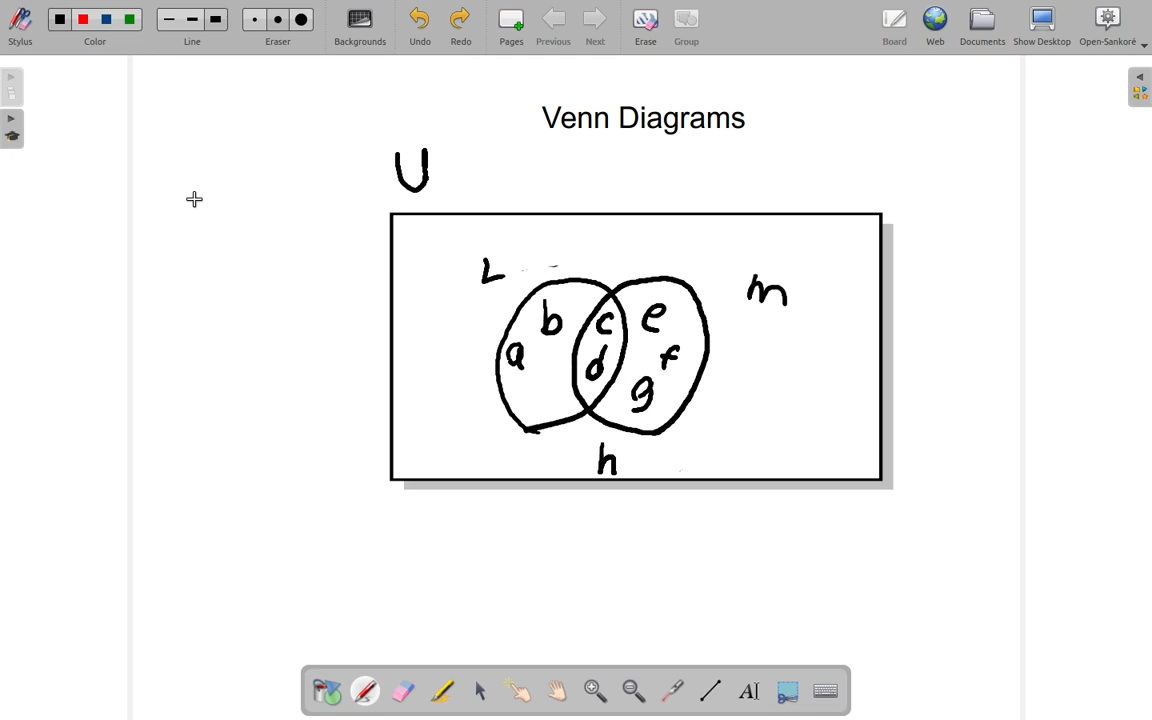 Stylus Color Line Eraser Backgrounds Undo Redo Pages Previous Next Erase Group Board Web Documents Show Desktop Open-Sankoré
Venn Diagrams
U
L
m
b c e
a d f
g
h
AI